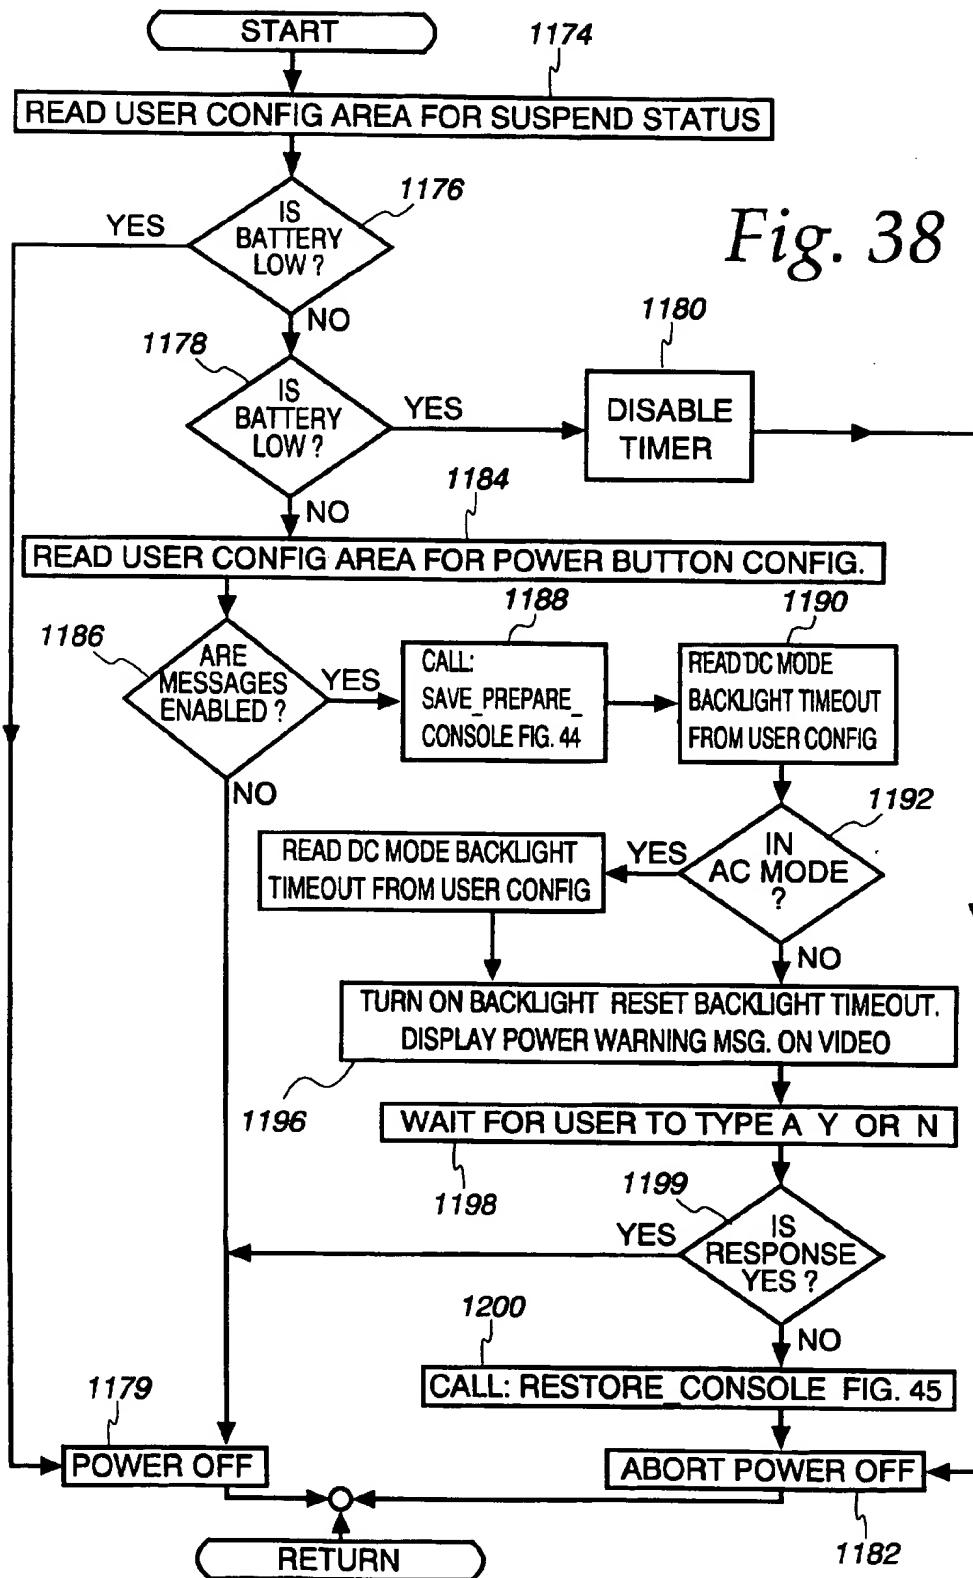 START
1174
READ USER CONFIG AREA FOR SUSPEND STATUS
1176
IS
BATTERY
LOW ?
YES
NO
Fig. 38
1178
IS
BATTERY
LOW ?
YES
NO
1180
DISABLE
TIMER
1184
READ USER CONFIG AREA FOR POWER BUTTON CONFIG.
1186
ARE
MESSAGES
ENABLED ?
YES
NO
1188
CALL:
SAVE_PREPARE_
CONSOLE FIG. 44
1190
READ DC MODE
BACKLIGHT TIMEOUT
FROM USER CONFIG
1192
IN
AC MODE
?
YES
NO
READ DC MODE BACKLIGHT
TIMEOUT FROM USER CONFIG
TURN ON BACKLIGHT RESET BACKLIGHT TIMEOUT.
DISPLAY POWER WARNING MSG. ON VIDEO
1196
WAIT FOR USER TO TYPE A Y OR N
1198
1199
IS
RESPONSE
YES ?
YES
NO
1200
CALL: RESTORE_CONSOLE FIG. 45
1179
POWER OFF
ABORT POWER OFF
1182
RETURN